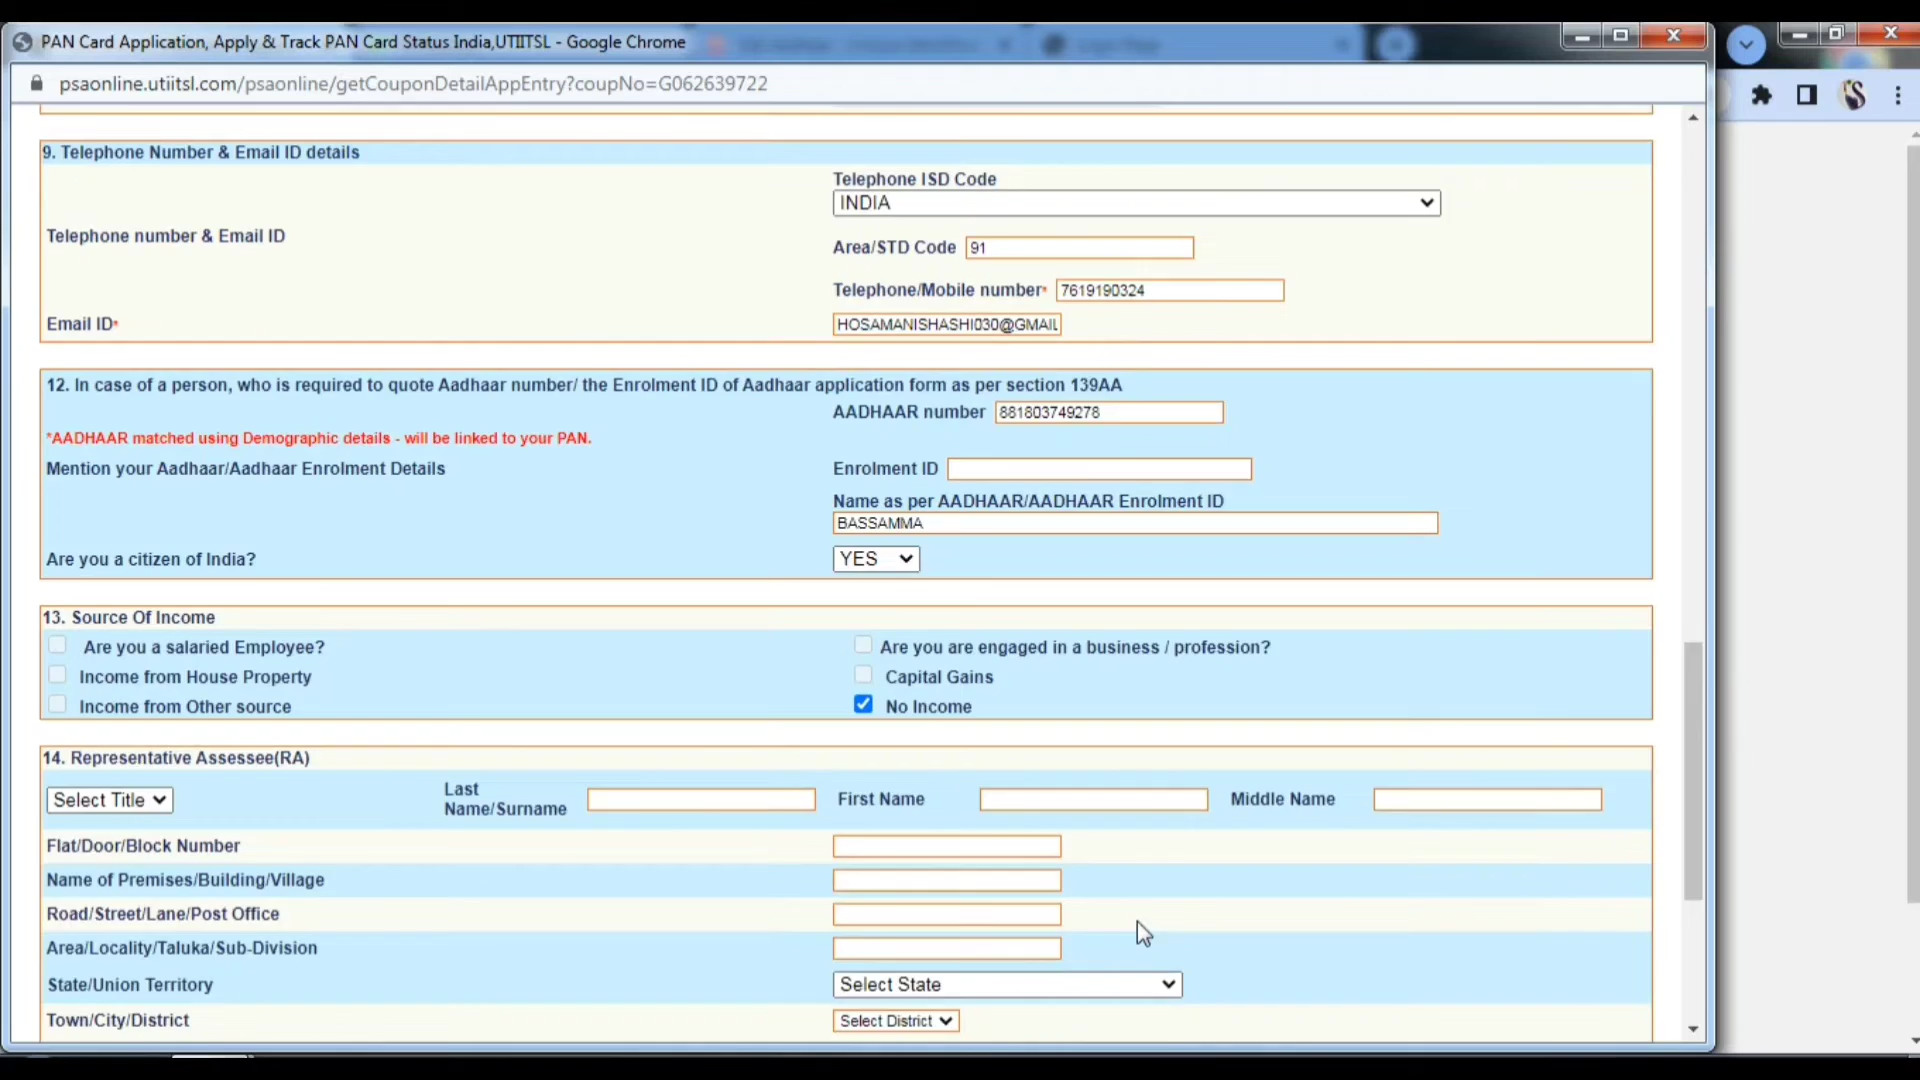 PAN Card Application, Apply & Track PAN Card Status India,UTIITSL - Google Chrome
psaonline.utiitsl.com/psaonline/getCouponDetailAppEntry?coupNo=G062639722
9. Telephone Number & Email ID details
Telephone ISD Code
INDIA
Telephone number & Email ID
Area/STD Code 91
Telephone/Mobile number* 7619190324
Email ID* HOSAMANISHASHI030@GMAIL
12. In case of a person, who is required to quote Aadhaar number/ the Enrolment ID of Aadhaar application form as per section 139AA
AADHAAR number 881803749278
*AADHAAR matched using Demographic details - will be linked to your PAN.
Mention your Aadhaar/Aadhaar Enrolment Details Enrolment ID
Name as per AADHAAR/AADHAAR Enrolment ID
BASSAMMA
Are you a citizen of India? YES
13. Source Of Income
Are you a salaried Employee? Are you are engaged in a business / profession?
Income from House Property Capital Gains
Income from Other source No Income
14. Representative Assessee(RA)
Select Title Last Name/Surname First Name Middle Name
Flat/Door/Block Number
Name of Premises/Building/Village
Road/Street/Lane/Post Office
Area/Locality/Taluka/Sub-Division
State/Union Territory Select State
Town/City/District Select District